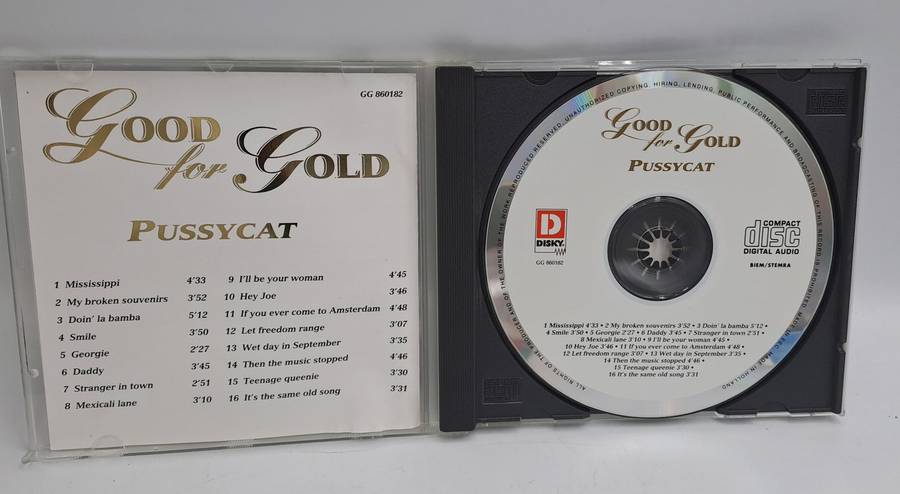 GG 860182
GOOD
for GOLD
PUSSYCAT
1 Mississippi 4'33
2 My broken souvenirs 3'52
3 Doin' la bamba 5'12
4 Smile 3'50
5 Georgie 2'27
6 Daddy 3'45
7 Stranger in town 2'51
8 Mexicali lane 3'10
9 I'll be your woman 4'45
10 Hey Joe 3'46
11 If you ever come to Amsterdam 4'48
12 Let freedom range 3'07
13 Wet day in September 3'35
14 Then the music stopped 4'46
15 Teenage queenie 3'30
16 It's the same old song 3'31
ALL RIGHTS OF THE PRODUCER AND OF THE OWNER OF THE WORK REPRODUCED RESERVED. UNAUTHORIZED COPYING, HIRING, LENDING, PUBLIC PERFORMANCE AND BROADCASTING OF THIS RECORD IS PROHIBITED. MADE IN HOLLAND
GOOD
for GOLD
PUSSYCAT
D
DISKY
GG 860182
COMPACT
disc
DIGITAL AUDIO
BIEM/STEMRA
1 Mississippi 4'33 • 2 My broken souvenirs 3'52 • 3 Doin' la bamba 5'12 •
4 Smile 3'50 • 5 Georgie 2'27 • 6 Daddy 3'45 • 7 Stranger in town 2'51 •
8 Mexicali lane 3'10 • 9 I'll be your woman 4'45 •
10 Hey Joe 3'46 • 11 If you ever come to Amsterdam 4'48 •
12 Let freedom range 3'07 • 13 Wet day in September 3'35 •
14 Then the music stopped 4'46 •
15 Teenage queenie 3'30 •
16 It's the same old song 3'31